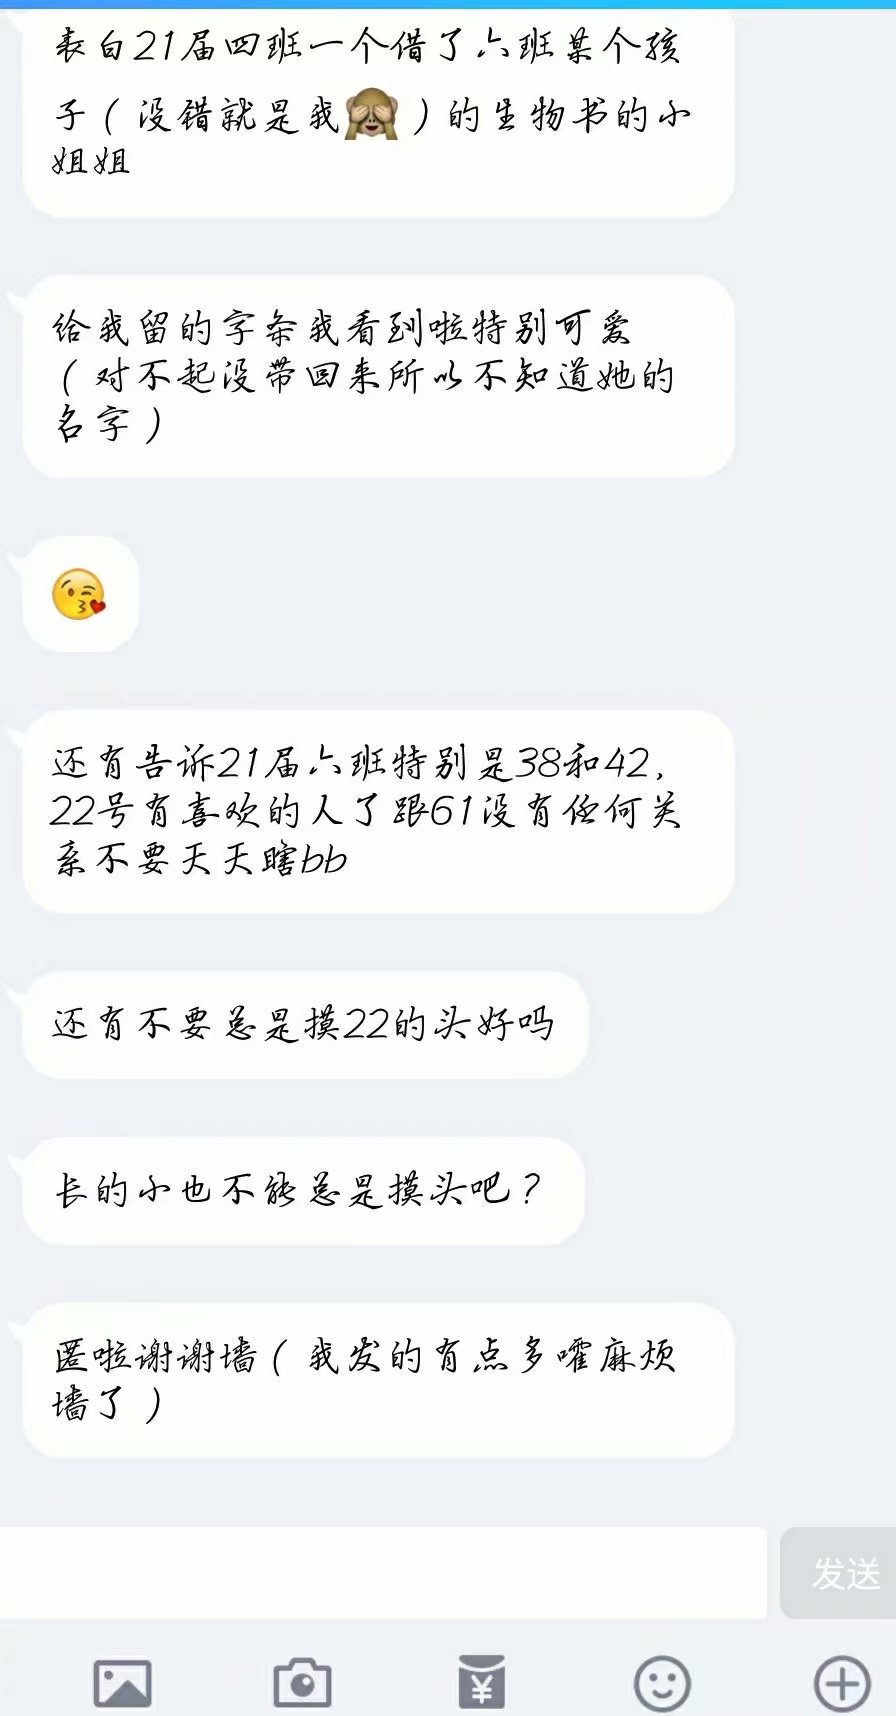 表白21届四班一个借了六班某个孩
子（没错就是我🙈）的生物书的小
姐姐
给我留的字条我看到啦特别可爱
（对不起没带回来所以不知道她的
名字）
😘
还有告诉21届六班特别是38和42，
22号有喜欢的人了跟61没有任何关
系不要天天瞎bb
还有不要总是摸22的头好吗
长的小也不能总是摸头吧？
匿啦谢谢墙（我发的有点多嚯麻烦
墙了）
发送